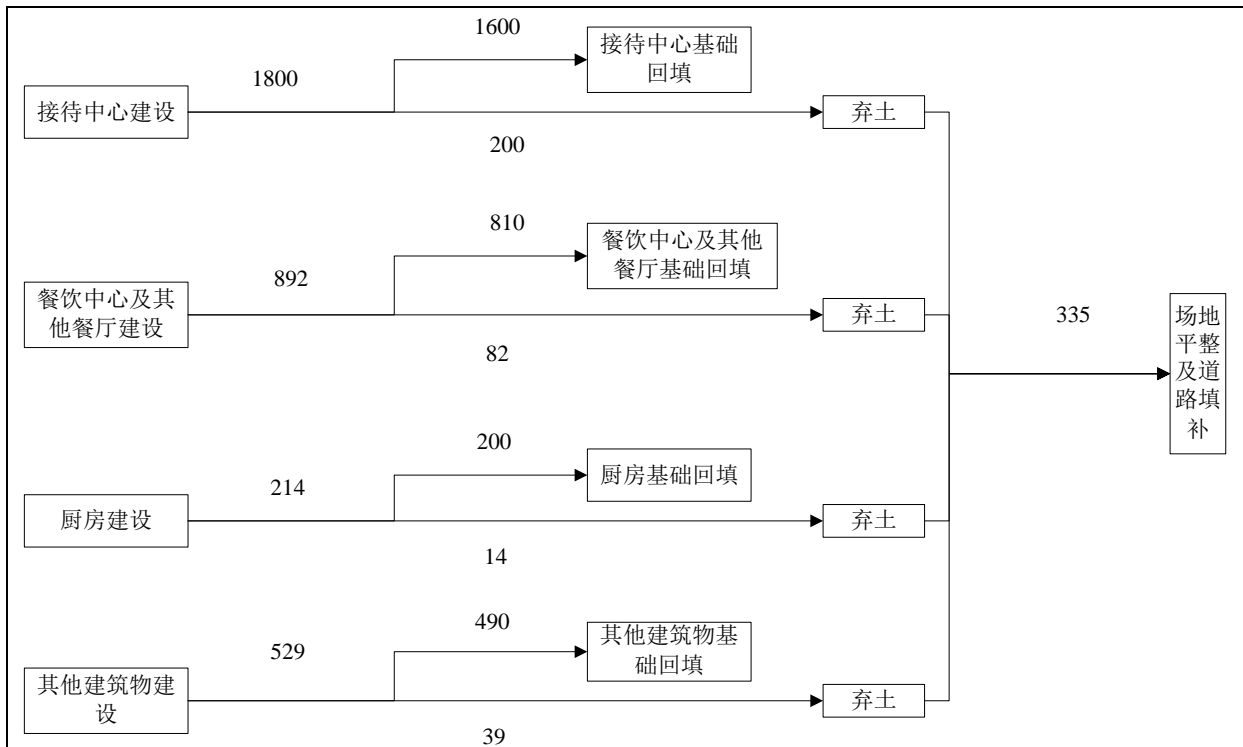 1600
接待中心基础
回填
1800
接待中心建设
弃土
200
810
餐饮中心及其他
餐厅基础回填
892
餐饮中心及其
他餐厅建设
弃土
82
335
场地
平整
及道
路填
补
200
厨房基础回填
214
厨房建设
弃土
14
490
其他建筑物基
础回填
529
其他建筑物建
设
弃土
39